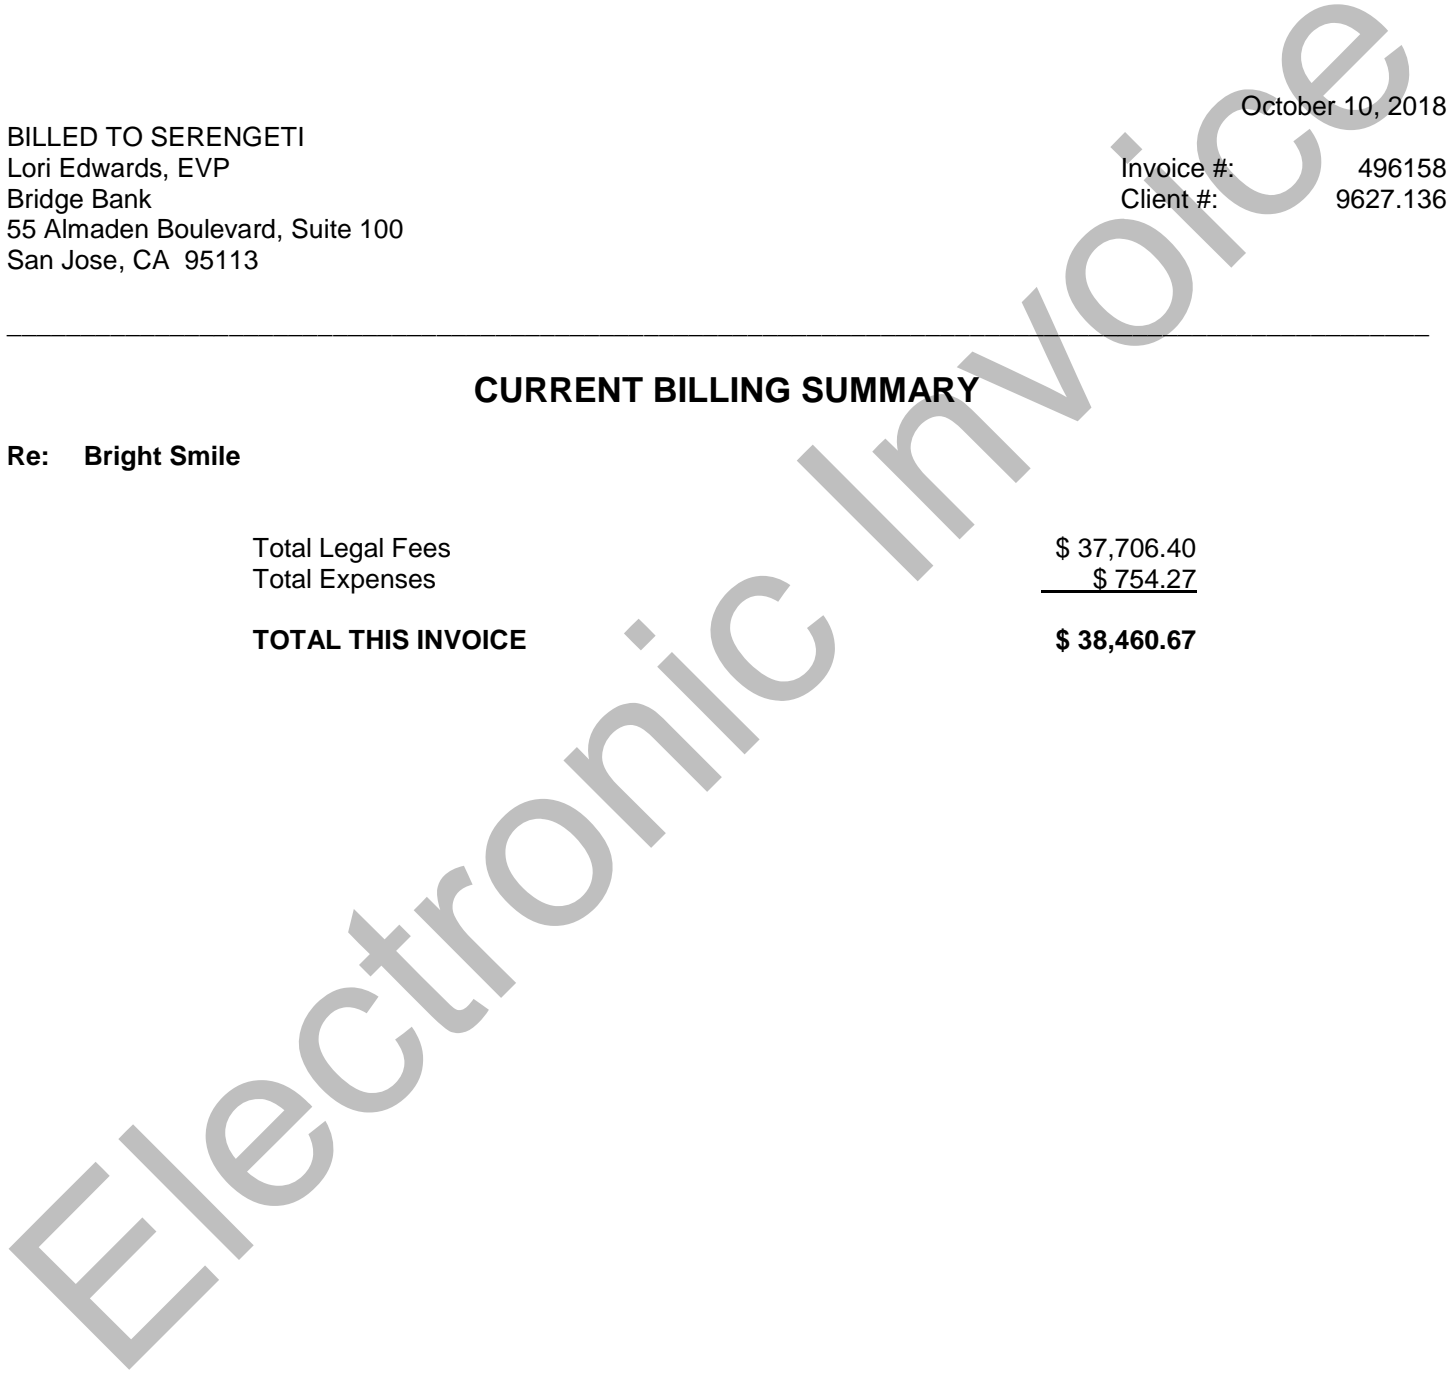 October 10, 2018
BILLED TO SERENGETI
Lori Edwards, EVP
Invoice #: 496158
Bridge Bank
Client #: 9627.136
55 Almaden Boulevard, Suite 100
San Jose, CA  95113
CURRENT BILLING SUMMARY
Re: Bright Smile
Total Legal Fees $ 37,706.40
Total Expenses $ 754.27
TOTAL THIS INVOICE $ 38,460.67
Electronic Invoice